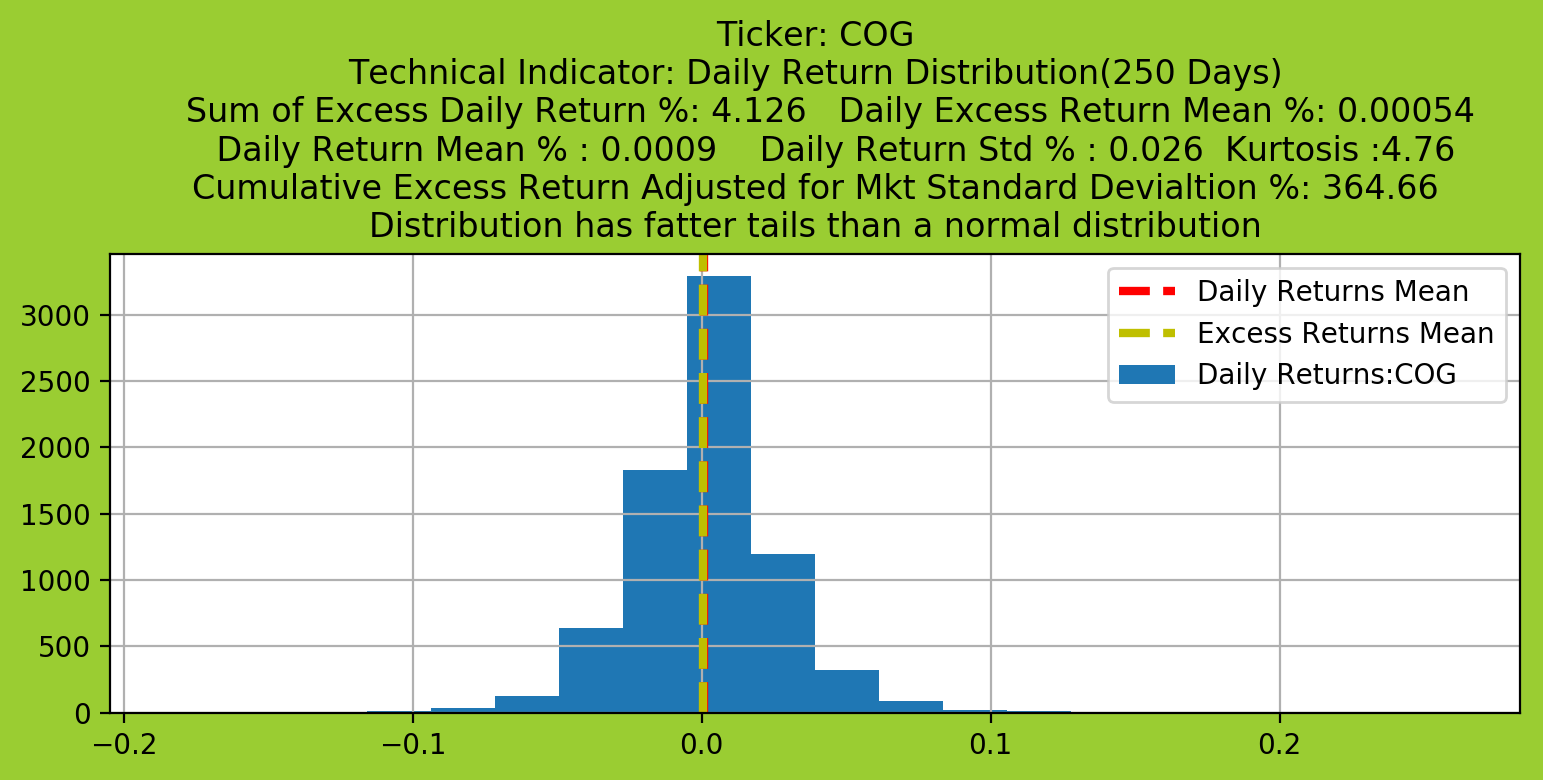 Ticker: COG
Technical Indicator: Daily Return Distribution(250 Days)
Sum of Excess Daily Return %: 4.126   Daily Excess Return Mean %: 0.00054
Daily Return Mean % : 0.0009    Daily Return Std % : 0.026  Kurtosis :4.76
Cumulative Excess Return Adjusted for Mkt Standard Devialtion %: 364.66
Distribution has fatter tails than a normal distribution
Daily Returns Mean
Excess Returns Mean
Daily Returns:COG
3000
2500
2000
1500
1000
500
0
−0.2 −0.1 0.0 0.1 0.2